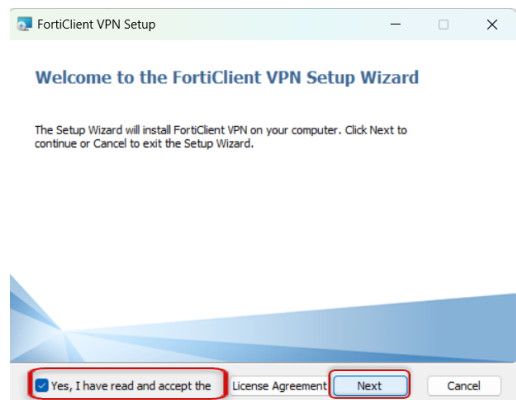 FortiClient VPN Setup
Welcome to the FortiClient VPN Setup Wizard
The Setup Wizard will install FortiClient VPN on your computer. Click Next to
continue or Cancel to exit the Setup Wizard.
Yes, I have read and accept the License Agreement Next Cancel